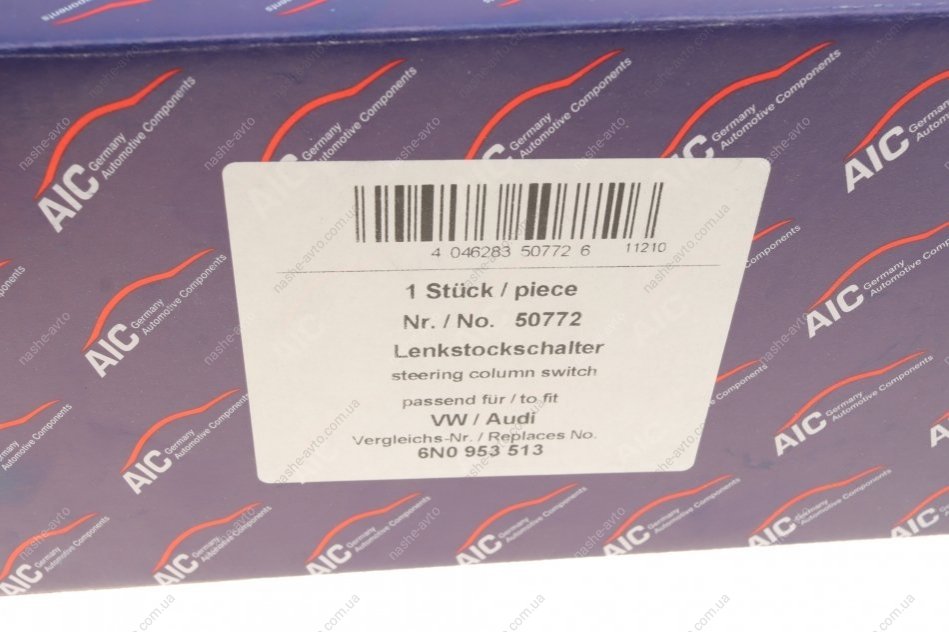 4 046283 50772 6 11210
1 Stück / piece
Nr. / No. 50772
Lenkstockschalter
steering column switch
passend für / to fit
VW / Audi
Vergleichs-Nr. / Replaces No.
6N0 953 513
AIC Germany
Automotive Components
nashe-avto.com.ua